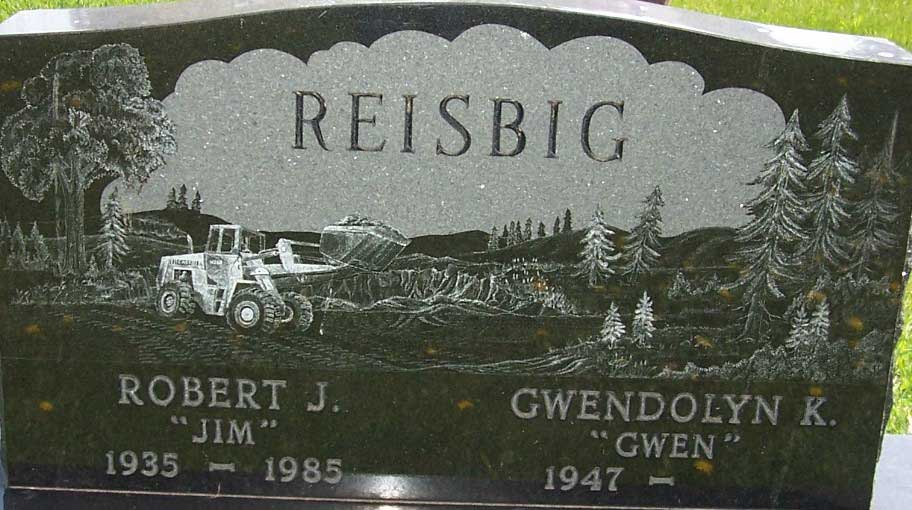 REISBIG
ROBERT J.
"JIM"
1935 – 1985
GWENDOLYN K.
"GWEN"
1947 –